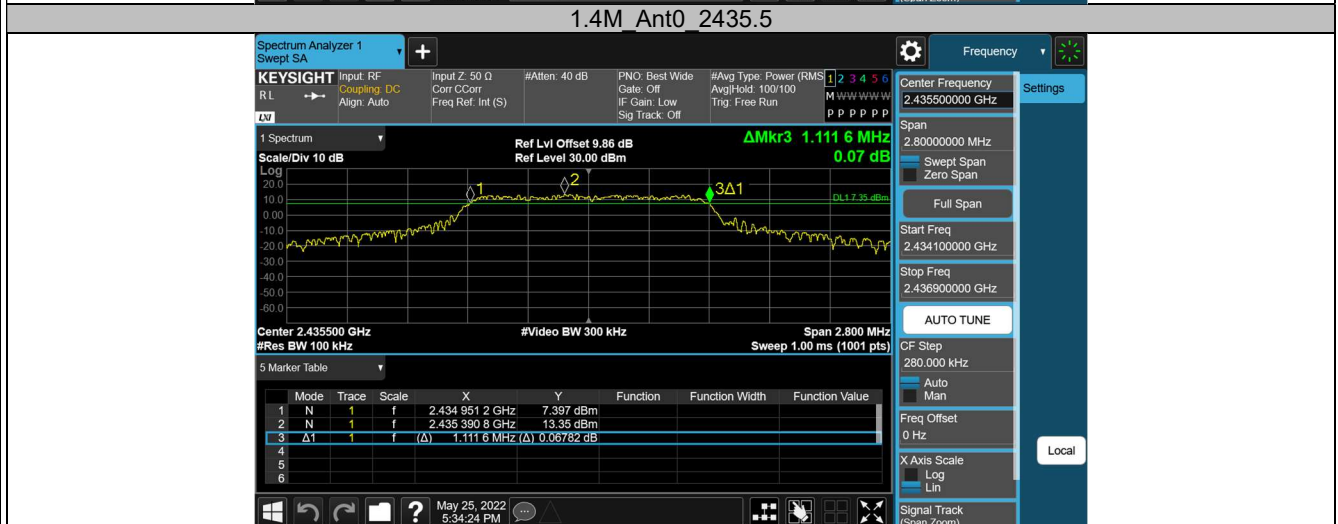 (Span Zoom)
1.4M_Ant0_2435.5
Spectrum Analyzer 1
Swept SA
+
Frequency
KEYSIGHT
RL
LXI
Input: RF
Coupling: DC
Align: Auto
Input Z: 50 Ω
Corr CCorr
Freq Ref: Int (S)
#Atten: 40 dB
PNO: Best Wide
Gate: Off
IF Gain: Low
Sig Track: Off
#Avg Type: Power (RMS
Avg|Hold: 100/100
Trig: Free Run
1 2 3 4 5 6
M W W W W W
P P P P P P
Settings
Center Frequency
2.435500000 GHz
Span
2.80000000 MHz
Swept Span
Zero Span
Full Span
Start Freq
2.434100000 GHz
Stop Freq
2.436900000 GHz
AUTO TUNE
CF Step
280.000 kHz
Auto
Man
Freq Offset
0 Hz
X Axis Scale
Log
Lin
Signal Track
(Span Zoom)
Local
1 Spectrum
Scale/Div 10 dB
Log
Ref Lvl Offset 9.86 dB
Ref Level 30.00 dBm
ΔMkr3 1.111 6 MHz
0.07 dB
20.0
10.0
0.00
-10.0
-20.0
-30.0
-40.0
-50.0
-60.0
1
2
3Δ1
DL1 7.35 dBm
Center 2.435500 GHz
#Res BW 100 kHz
#Video BW 300 kHz
Span 2.800 MHz
Sweep 1.00 ms (1001 pts)
5 Marker Table
Mode Trace Scale X Y Function Function Width Function Value
1 N 1 f 2.434 951 2 GHz 7.397 dBm
2 N 1 f 2.435 390 8 GHz 13.35 dBm
3 Δ1 1 f (Δ) 1.111 6 MHz (Δ) 0.06782 dB
4
5
6
?
May 25, 2022
5:34:24 PM